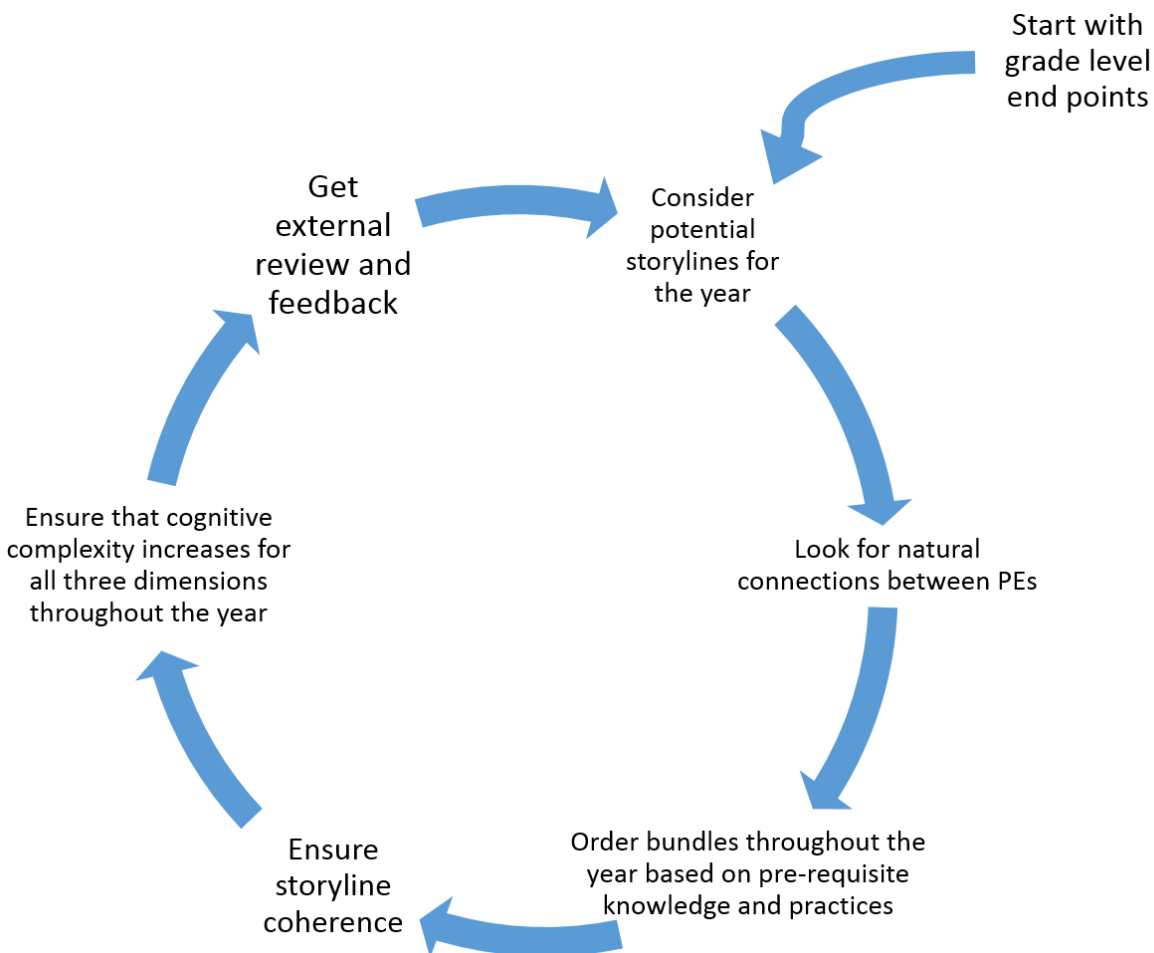 Start with
grade level
end points
Consider
potential
storylines for
the year
Look for natural
connections between PEs
Order bundles throughout the
year based on pre-requisite
knowledge and practices
Ensure
storyline
coherence
Ensure that cognitive
complexity increases for
all three dimensions
throughout the year
Get
external
review and
feedback